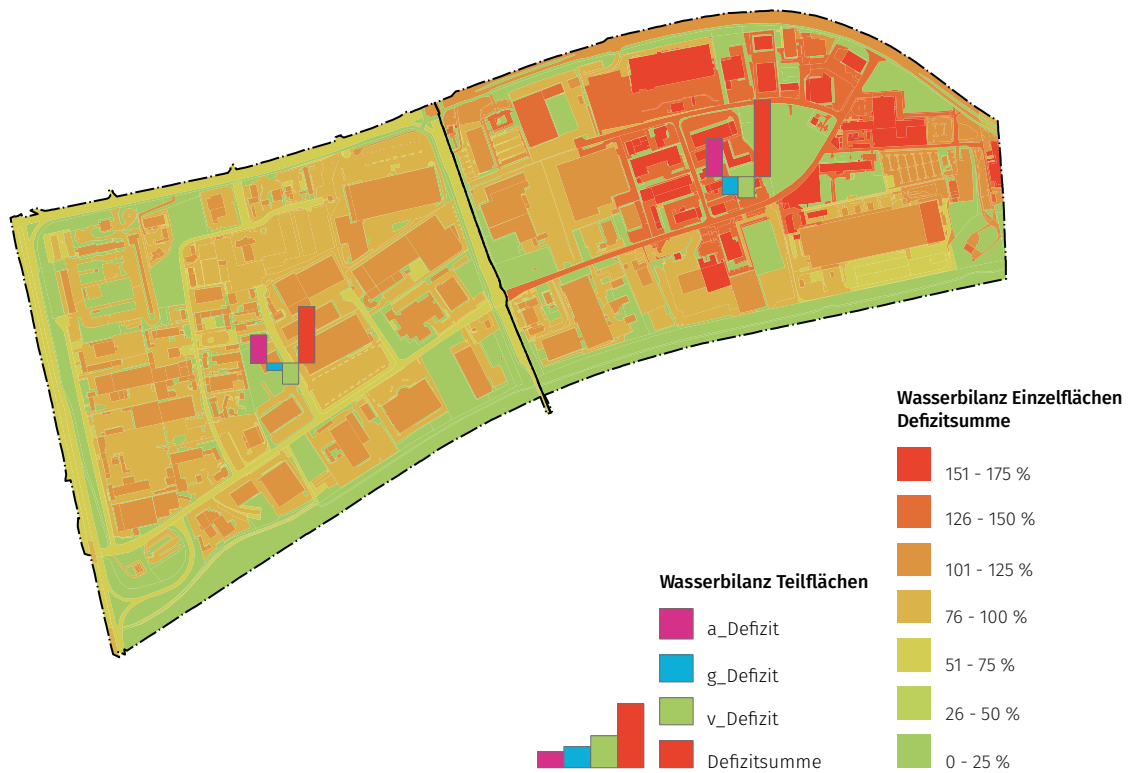 Wasserbilanz Einzelflächen
Defizitsumme
151 - 175 %
126 - 150 %
101 - 125 %
76 - 100 %
51 - 75 %
26 - 50 %
0 - 25 %
Wasserbilanz Teilflächen
a_Defizit
g_Defizit
v_Defizit
Defizitsumme